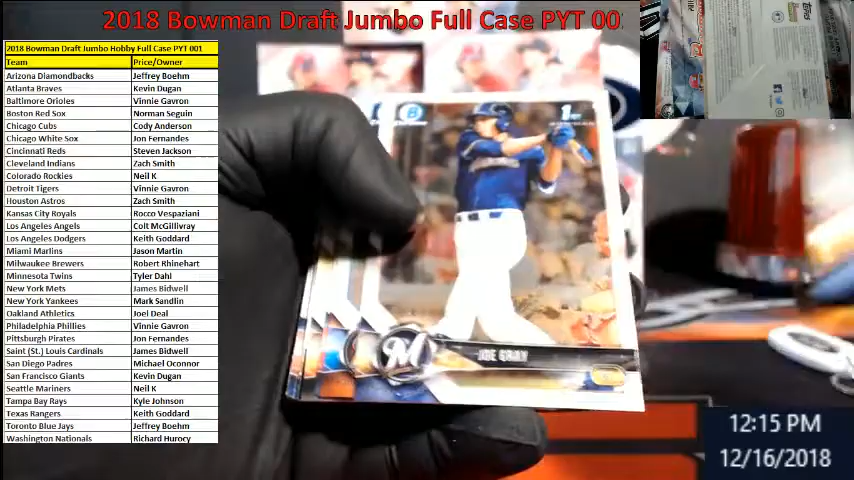 2018 Bowman Draft Jumbo Full Case PYT 00
2018 Bowman Draft Jumbo Hobby Full Case PYT 001
Team Price/Owner
Arizona Diamondbacks Jeffrey Boehm
Atlanta Braves Kevin Dugan
Baltimore Orioles Vinnie Gavron
Boston Red Sox Norman Seguin
Chicago Cubs Cody Anderson
Chicago White Sox Jon Fernandes
Cincinnati Reds Steven Jackson
Cleveland Indians Zach Smith
Colorado Rockies Neil K
Detroit Tigers Vinnie Gavron
Houston Astros Zach Smith
Kansas City Royals Rocco Vespaziani
Los Angeles Angels Colt McGillivray
Los Angeles Dodgers Keith Goddard
Miami Marlins Jason Martin
Milwaukee Brewers Robert Rhinehart
Minnesota Twins Tyler Dahl
New York Mets James Bidwell
New York Yankees Mark Sandlin
Oakland Athletics Joel Deal
Philadelphia Phillies Vinnie Gavron
Pittsburgh Pirates Jon Fernandes
Saint (St.) Louis Cardinals James Bidwell
San Diego Padres Michael Oconnor
San Francisco Giants Kevin Dugan
Seattle Mariners Neil K
Tampa Bay Rays Kyle Johnson
Texas Rangers Keith Goddard
Toronto Blue Jays Jeffrey Boehm
Washington Nationals Richard Hurocy
B
1st
M
JOE GRAY
topps
12:15 PM
12/16/2018